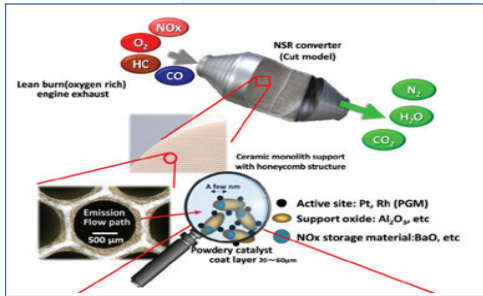 NOx
O₂
HC
CO
Lean burn(oxygen rich)
engine exhaust
NSR converter
(Cut model)
N₂
H₂O
CO₂
Ceramic monolith support
with honeycomb structure
A few nm
Emission
Flow path
500 μm
Active site: Pt, Rh (PGM)
Support oxide: Al₂O₃, etc
NOx storage material:BaO, etc
Powdery catalyst
coat layer 20~60μm